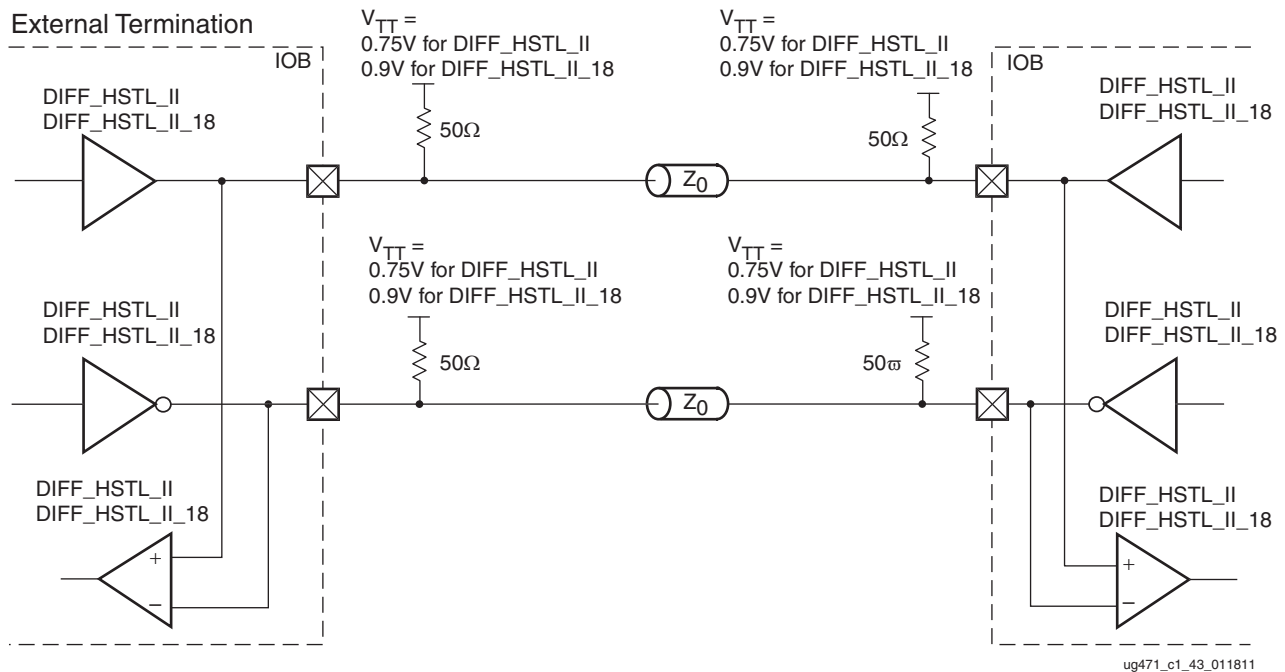 External Termination
V_TT =
0.75V for DIFF_HSTL_II
0.9V for DIFF_HSTL_II_18
V_TT =
0.75V for DIFF_HSTL_II
0.9V for DIFF_HSTL_II_18
IOB
IOB
DIFF_HSTL_II
DIFF_HSTL_II_18
DIFF_HSTL_II
DIFF_HSTL_II_18
50Ω
50Ω
Z0
V_TT =
0.75V for DIFF_HSTL_II
0.9V for DIFF_HSTL_II_18
V_TT =
0.75V for DIFF_HSTL_II
0.9V for DIFF_HSTL_II_18
DIFF_HSTL_II
DIFF_HSTL_II_18
DIFF_HSTL_II
DIFF_HSTL_II_18
50Ω
50ϖ
Z0
DIFF_HSTL_II
DIFF_HSTL_II_18
DIFF_HSTL_II
DIFF_HSTL_II_18
+
–
+
–
ug471_c1_43_011811